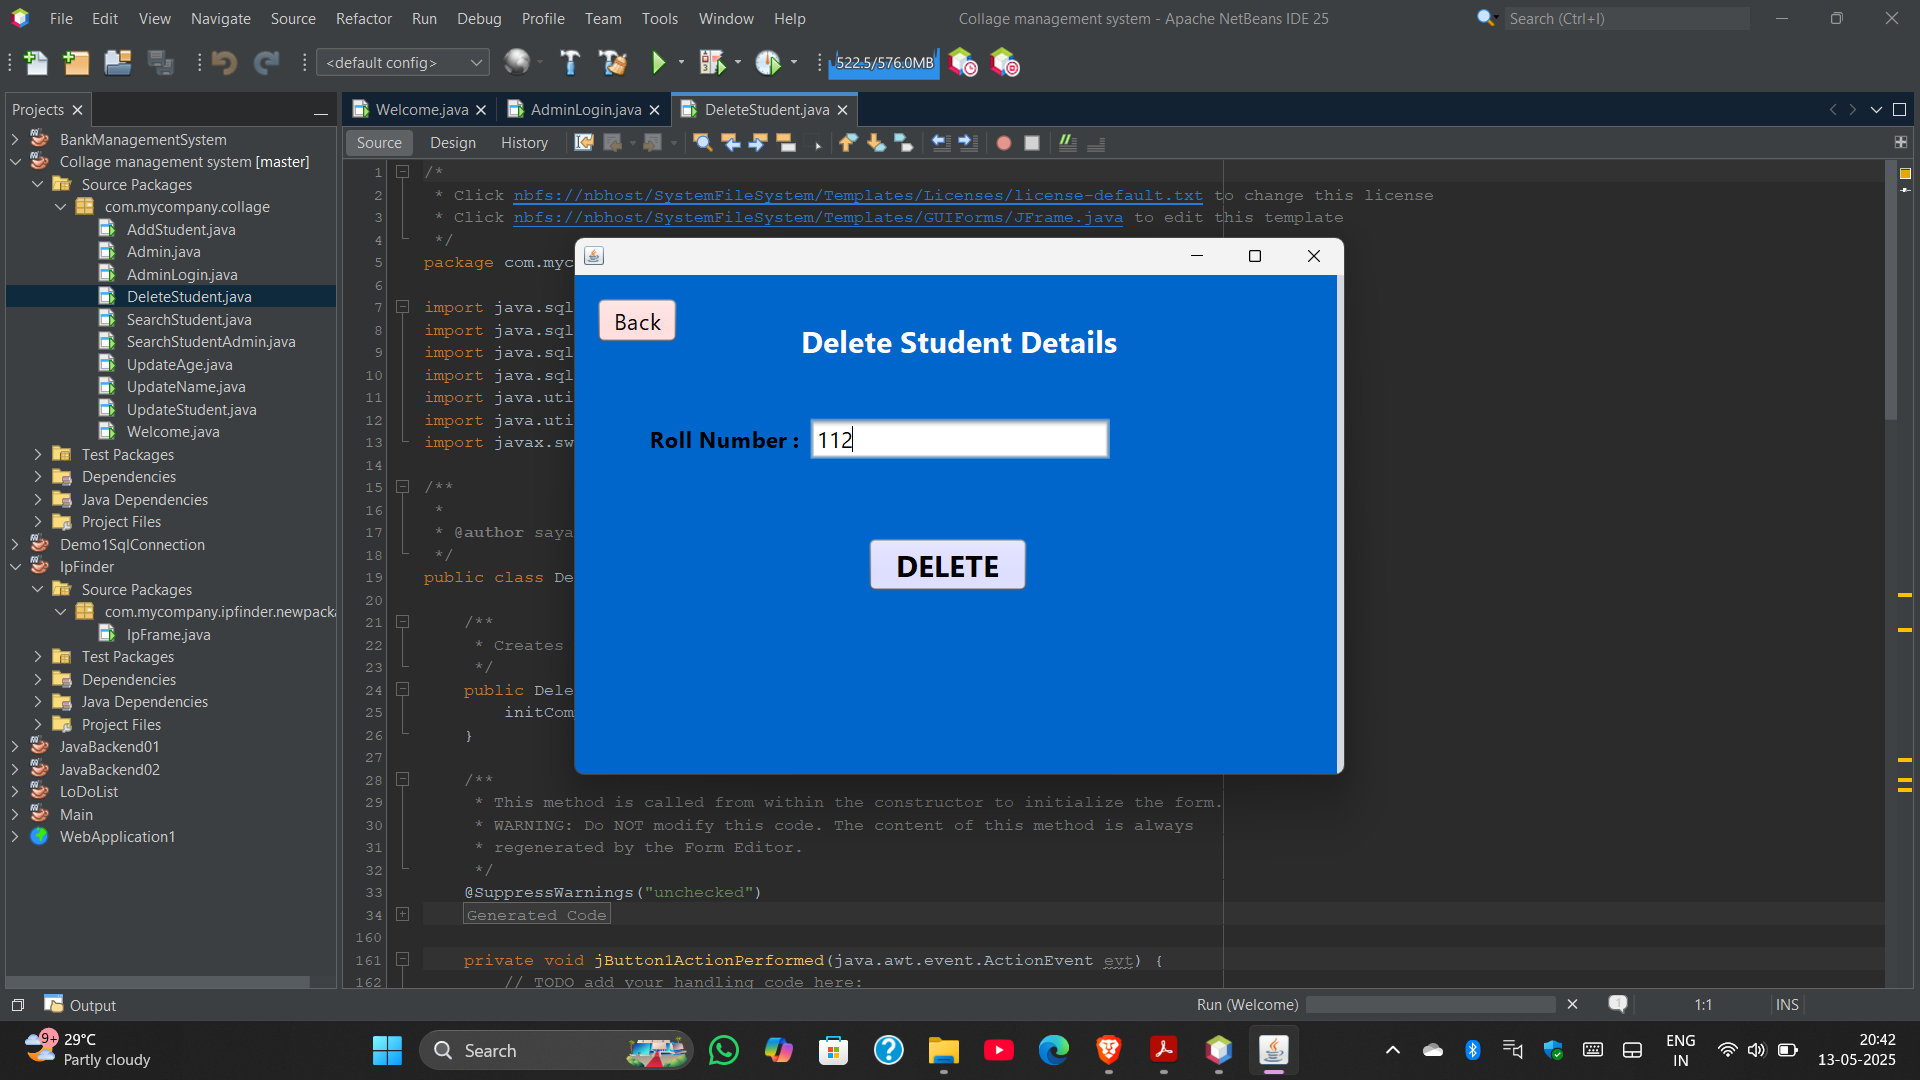 File Edit View Navigate Source Refactor Run Debug Profile Team Tools Window Help
Collage management system - Apache NetBeans IDE 25
Search (Ctrl+I)
<default config>
522.5/576.0MB
Projects
Welcome.java
AdminLogin.java
DeleteStudent.java
Source Design History
BankManagementSystem
Collage management system [master]
Source Packages
com.mycompany.collage
AddStudent.java
Admin.java
AdminLogin.java
DeleteStudent.java
SearchStudent.java
SearchStudentAdmin.java
UpdateAge.java
UpdateName.java
UpdateStudent.java
Welcome.java
Test Packages
Dependencies
Java Dependencies
Project Files
Demo1SqlConnection
IpFinder
Source Packages
com.mycompany.ipfinder.newpacka
IpFrame.java
Test Packages
Dependencies
Java Dependencies
Project Files
JavaBackend01
JavaBackend02
LoDoList
Main
WebApplication1
1 /*
2 * Click nbfs://nbhost/SystemFileSystem/Templates/Licenses/license-default.txt to change this license
3 * Click nbfs://nbhost/SystemFileSystem/Templates/GUIForms/JFrame.java to edit this template
4 */
5 package com.myc
6
7 import java.sql
8 import java.sql
9 import java.sql
10 import java.sql
11 import java.uti
12 import java.uti
13 import javax.sw
14
15 /**
16 *
17 * @author saya
18 */
19 public class De
20
21 /**
22 * Creates
23 */
24 public Dele
25 initCom
26 }
27
28 /**
29 * This method is called from within the constructor to initialize the form.
30 * WARNING: Do NOT modify this code. The content of this method is always
31 * regenerated by the Form Editor.
32 */
33 @SuppressWarnings("unchecked")
34 Generated Code
160
161 private void jButton1ActionPerformed(java.awt.event.ActionEvent evt) {
162 // TODO add your handling code here:
Back
Delete Student Details
Roll Number :
112
DELETE
Output
Run (Welcome)
1
1:1
INS
9+
29°C
Partly cloudy
Search
ENG
IN
20:42
13-05-2025